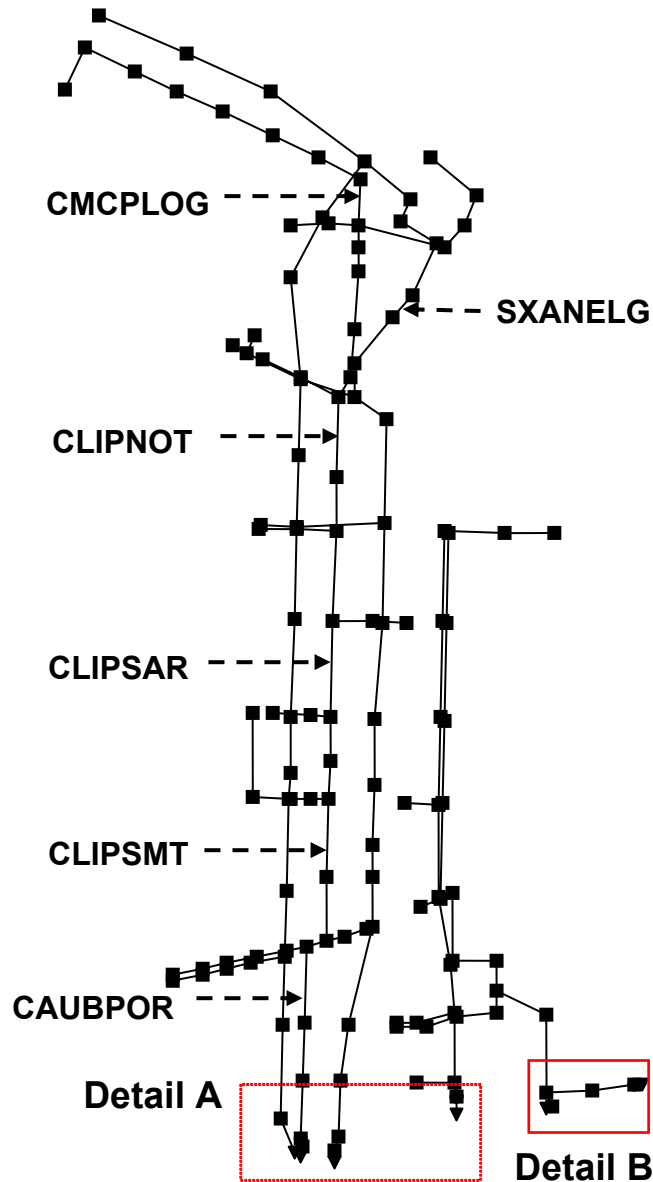 CMCPLOG
SXANELG
CLIPNOT
CLIPSAR
CLIPSMT
CAUBPOR
Detail A
Detail B